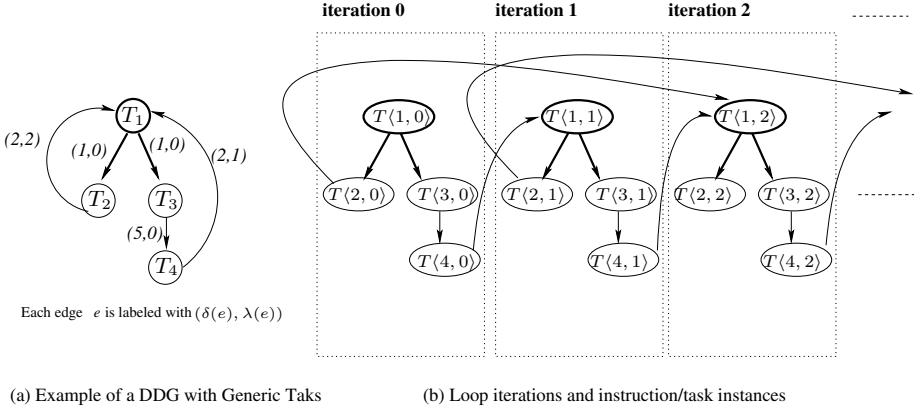 iteration 0 iteration 1 iteration 2
T1 T⟨1, 0⟩ T⟨1, 1⟩ T⟨1, 2⟩
(2,2) (1,0) (1,0) (2,1)
T2 T3 T⟨2, 0⟩ T⟨3, 0⟩ T⟨2, 1⟩ T⟨3, 1⟩ T⟨2, 2⟩ T⟨3, 2⟩
(5,0)
T4 T⟨4, 0⟩ T⟨4, 1⟩ T⟨4, 2⟩
Each edge e is labeled with (δ(e), λ(e))
(a) Example of a DDG with Generic Taks (b) Loop iterations and instruction/task instances